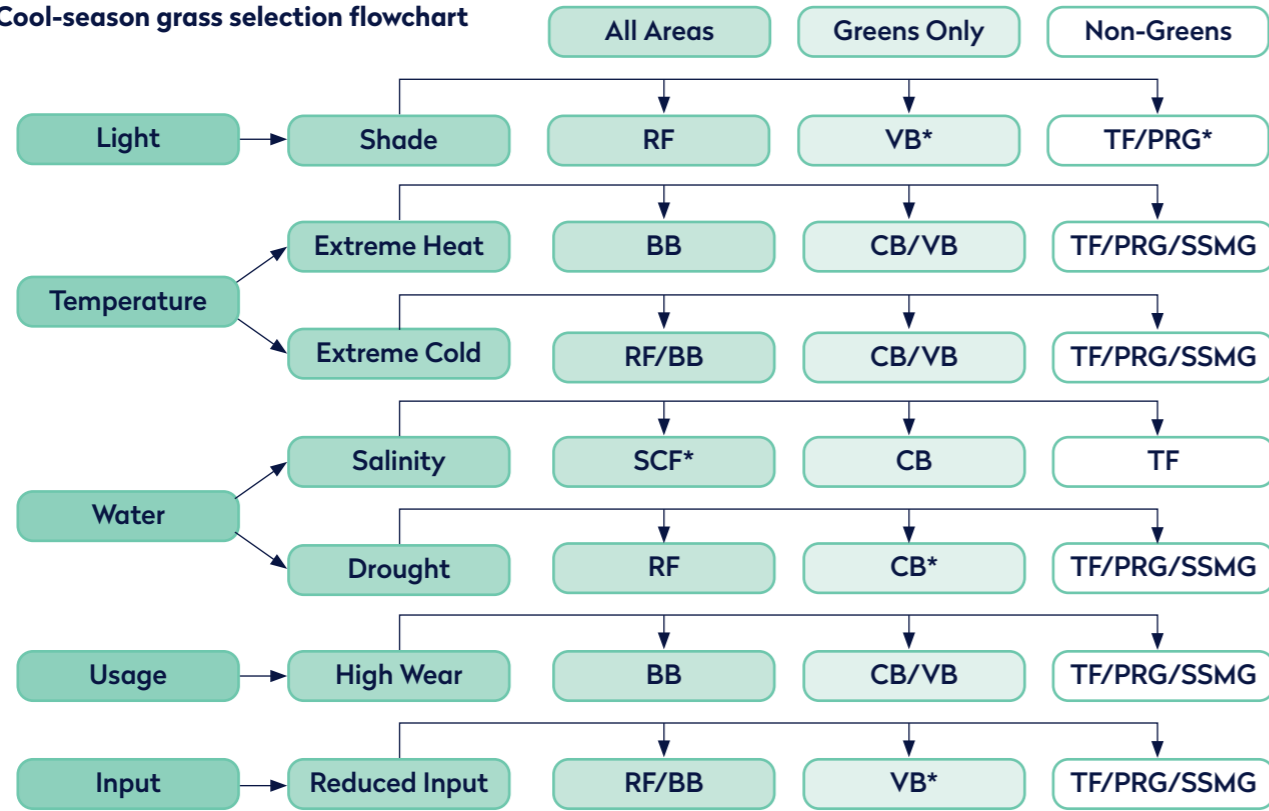 Cool-season grass selection flowchart
All Areas
Greens Only
Non-Greens
Light
Shade
RF
VB*
TF/PRG*
Extreme Heat
BB
CB/VB
TF/PRG/SSMG
Temperature
Extreme Cold
RF/BB
CB/VB
TF/PRG/SSMG
Salinity
SCF*
CB
TF
Water
Drought
RF
CB*
TF/PRG/SSMG
Usage
High Wear
BB
CB/VB
TF/PRG/SSMG
Input
Reduced Input
RF/BB
VB*
TF/PRG/SSMG